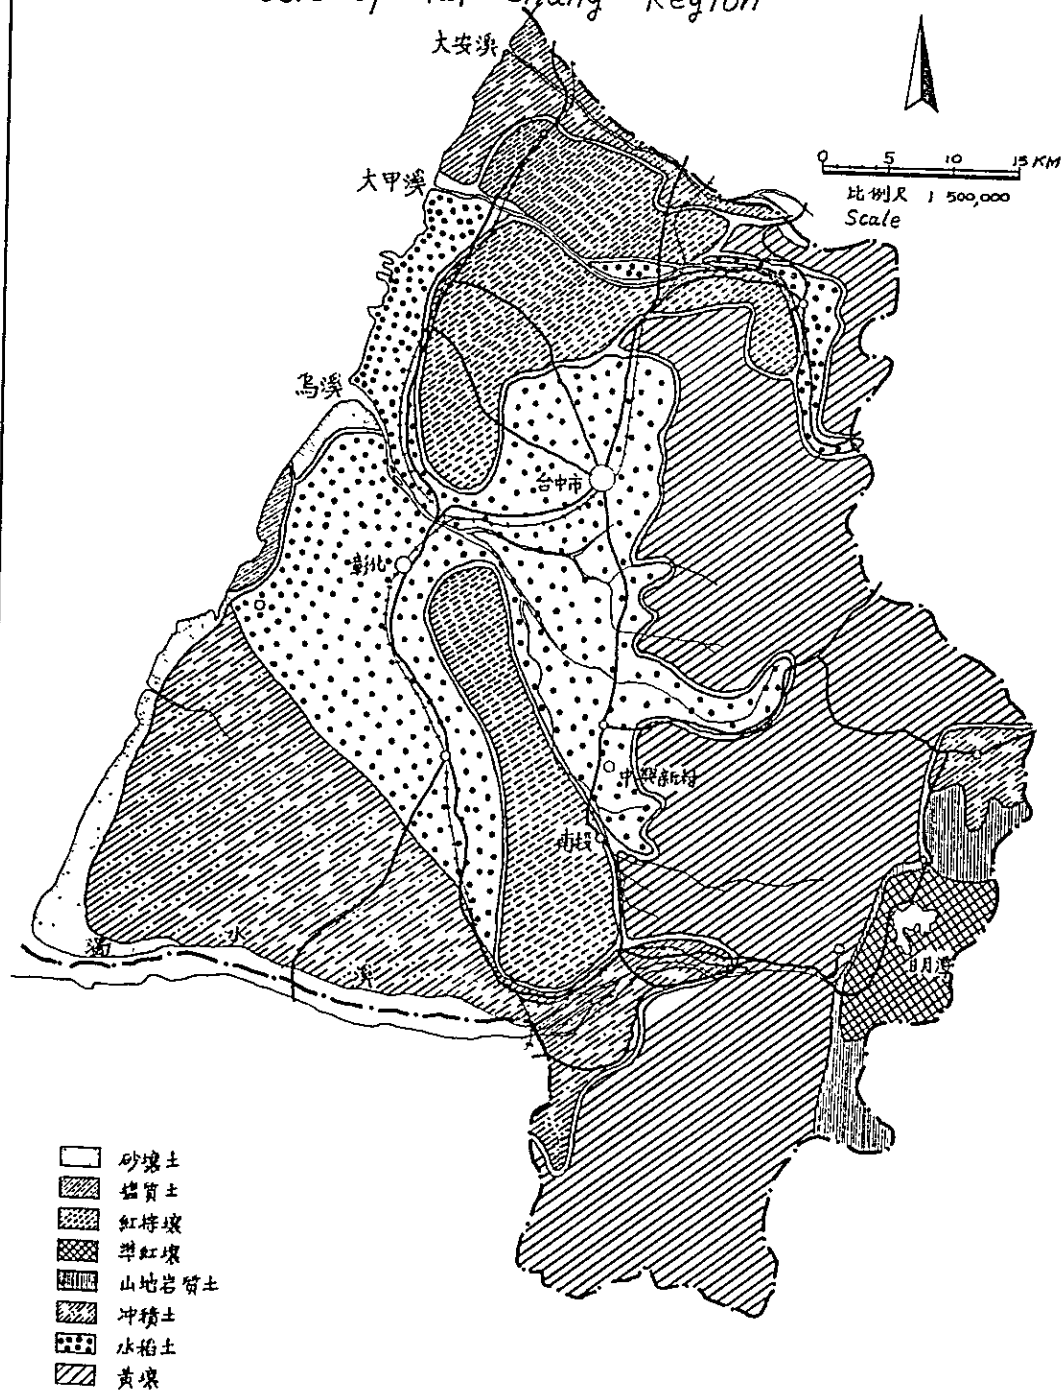 Tai Chung Region
大安溪
0 5 10 15 KM
比例尺 1 500,000
Scale
大甲溪
烏溪
台中市
彰化
中興新村
南投
濁 水 溪
日月潭
砂壤土
塩質土
紅棕壤
準紅壤
山地岩質土
冲積土
水稻土
黃壤